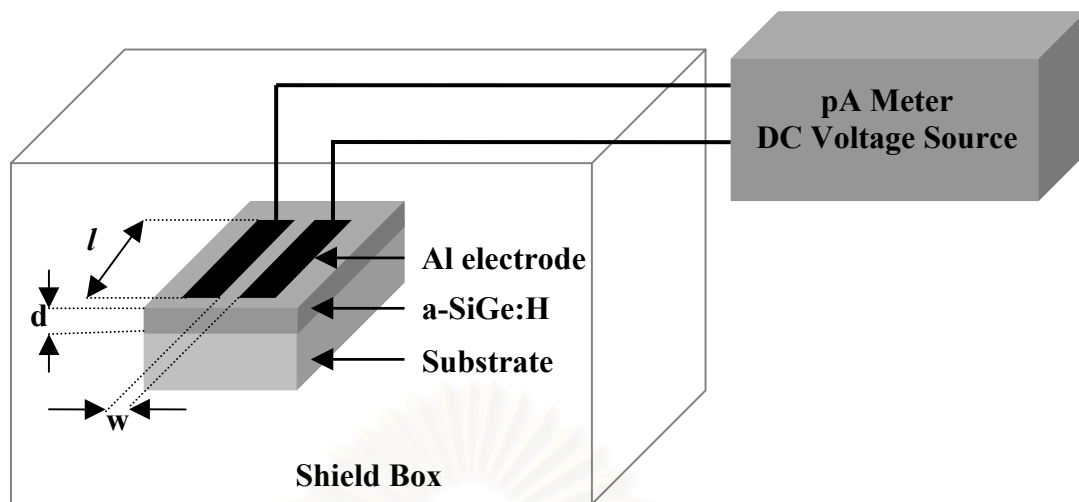 pA Meter
DC Voltage Source
l
Al electrode
d
a-SiGe:H
Substrate
w
Shield Box